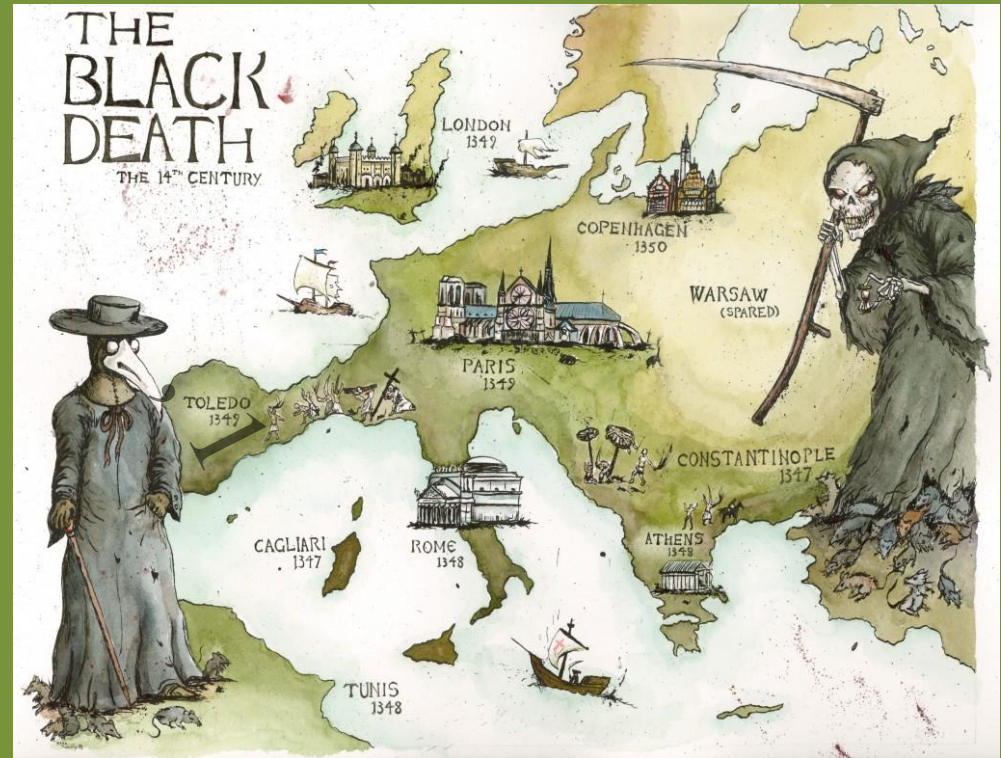 THE
BLACK
DEATH
THE 14TH CENTURY
LONDON
1349
COPENHAGEN
1350
WARSAW
(SPARED)
PARIS
1349
TOLEDO
1349
1
CONSTANTINOPLE
1347
ATHENS
1348
CAGLIARI
1347
ROME
1348
TUNIS
1348